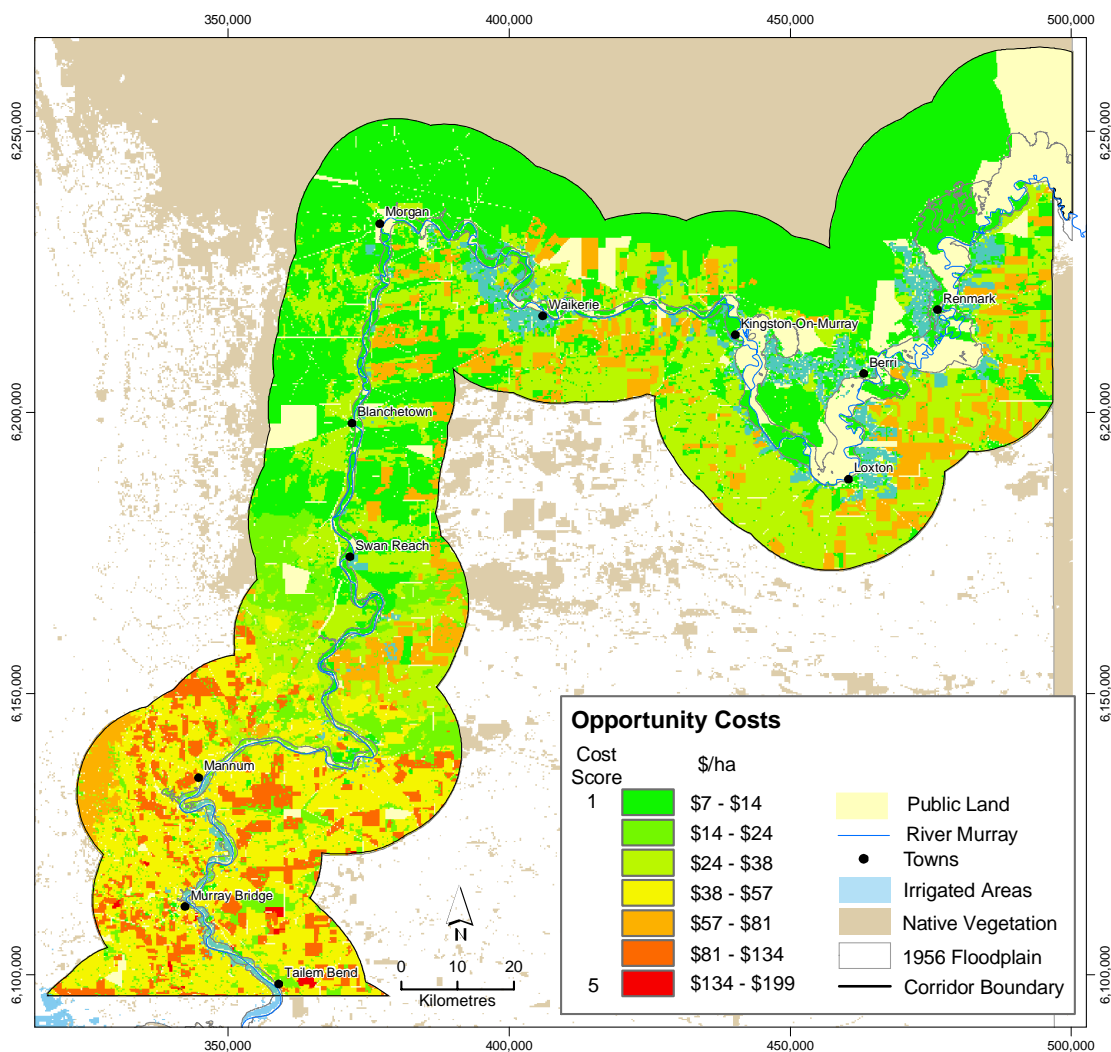 350,000 400,000 450,000 500,000
6,250,000 6,250,000
Morgan
Renmark
Waikerie
Kingston-On-Murray
Berri
6,200,000 6,200,000
Blanchetown
Loxton
Swan Reach
6,150,000 6,150,000
Opportunity Costs
Cost
Score
$/ha
1 $7 - $14
$14 - $24
$24 - $38
$38 - $57
$57 - $81
$81 - $134
5 $134 - $199
Public Land
River Murray
Towns
Irrigated Areas
Native Vegetation
1956 Floodplain
Corridor Boundary
Mannum
Murray Bridge
N
Tailem Bend
0 10 20
Kilometres
6,100,000 6,100,000
350,000 400,000 450,000 500,000